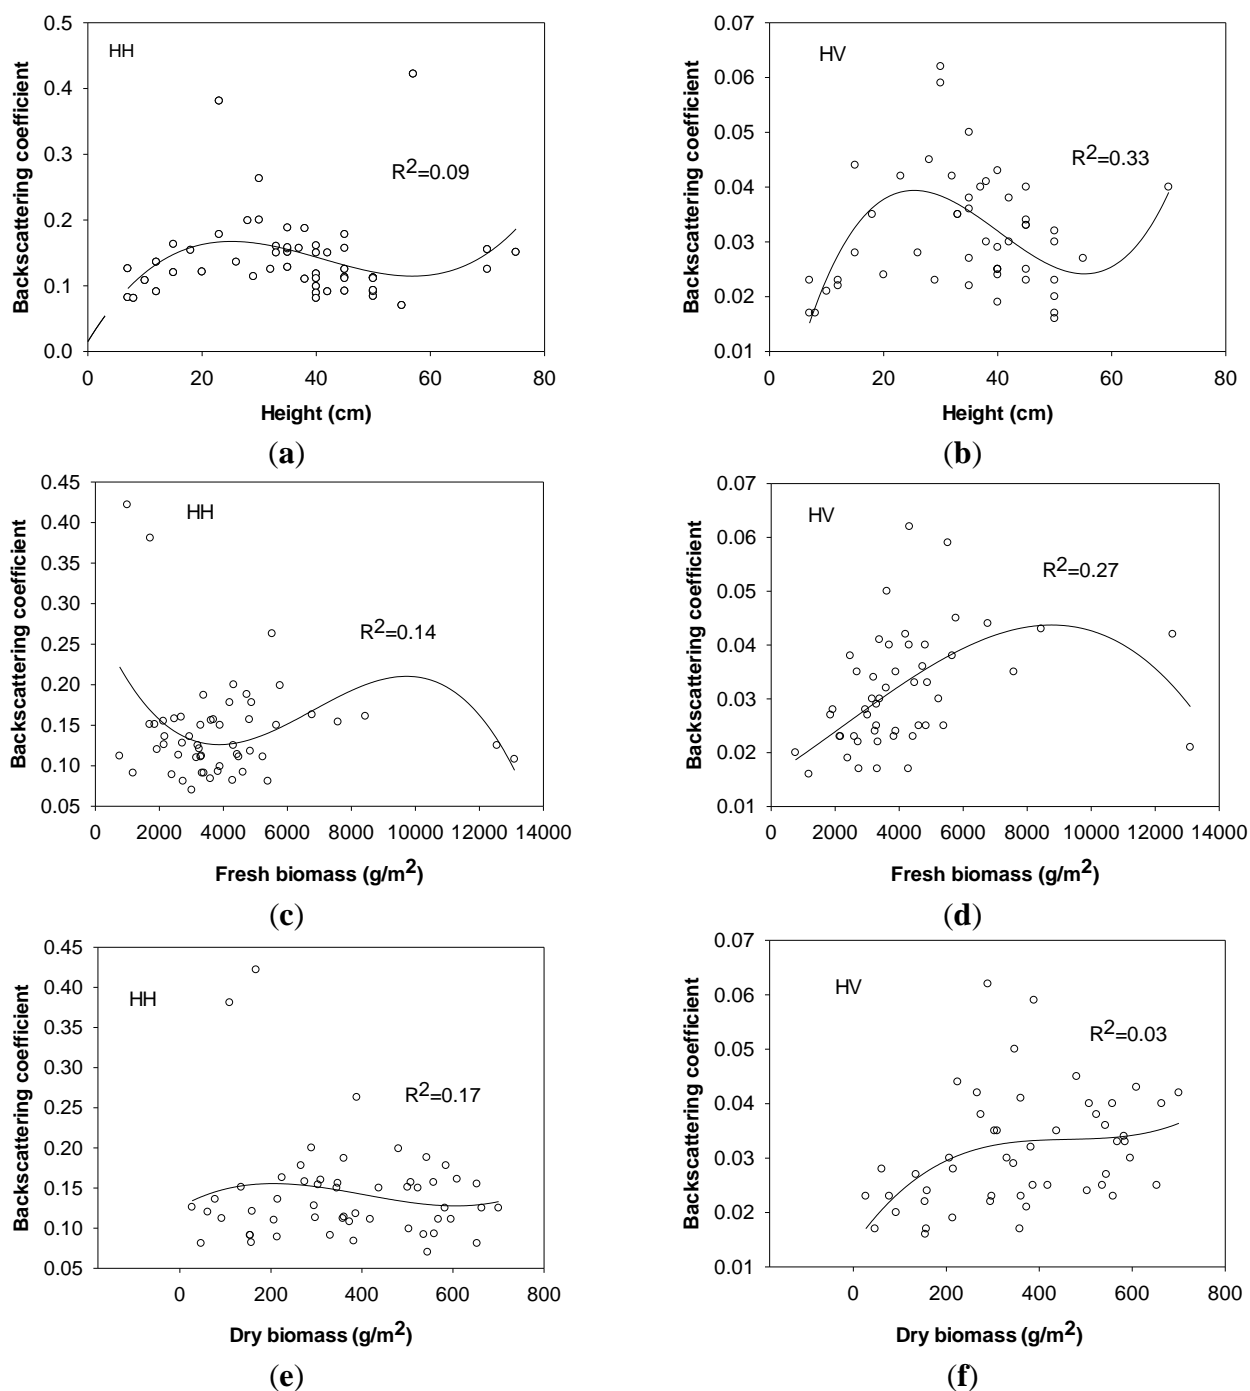 0.5
0.4
0.3
0.2
0.1
0.0
Backscattering coefficient
HH
R2=0.09
0 20 40 60 80
Height (cm)
(a)
0.07
0.06
0.05
0.04
0.03
0.02
0.01
Backscattering coefficient
HV
R2=0.33
0 20 40 60 80
Height (cm)
(b)
0.45
0.40
0.35
0.30
0.25
0.20
0.15
0.10
0.05
Backscattering coefficient
HH
R2=0.14
0 2000 4000 6000 8000 10000 12000 14000
Fresh biomass (g/m2)
(c)
0.07
0.06
0.05
0.04
0.03
0.02
0.01
Backscattering coefficient
HV
R2=0.27
0 2000 4000 6000 8000 10000 12000 14000
Fresh biomass (g/m2)
(d)
0.45
0.40
0.35
0.30
0.25
0.20
0.15
0.10
0.05
Backscattering coefficient
HH
R2=0.17
0 200 400 600 800
Dry biomass (g/m2)
(e)
0.07
0.06
0.05
0.04
0.03
0.02
0.01
Backscattering coefficient
HV
R2=0.03
0 200 400 600 800
Dry biomass (g/m2)
(f)